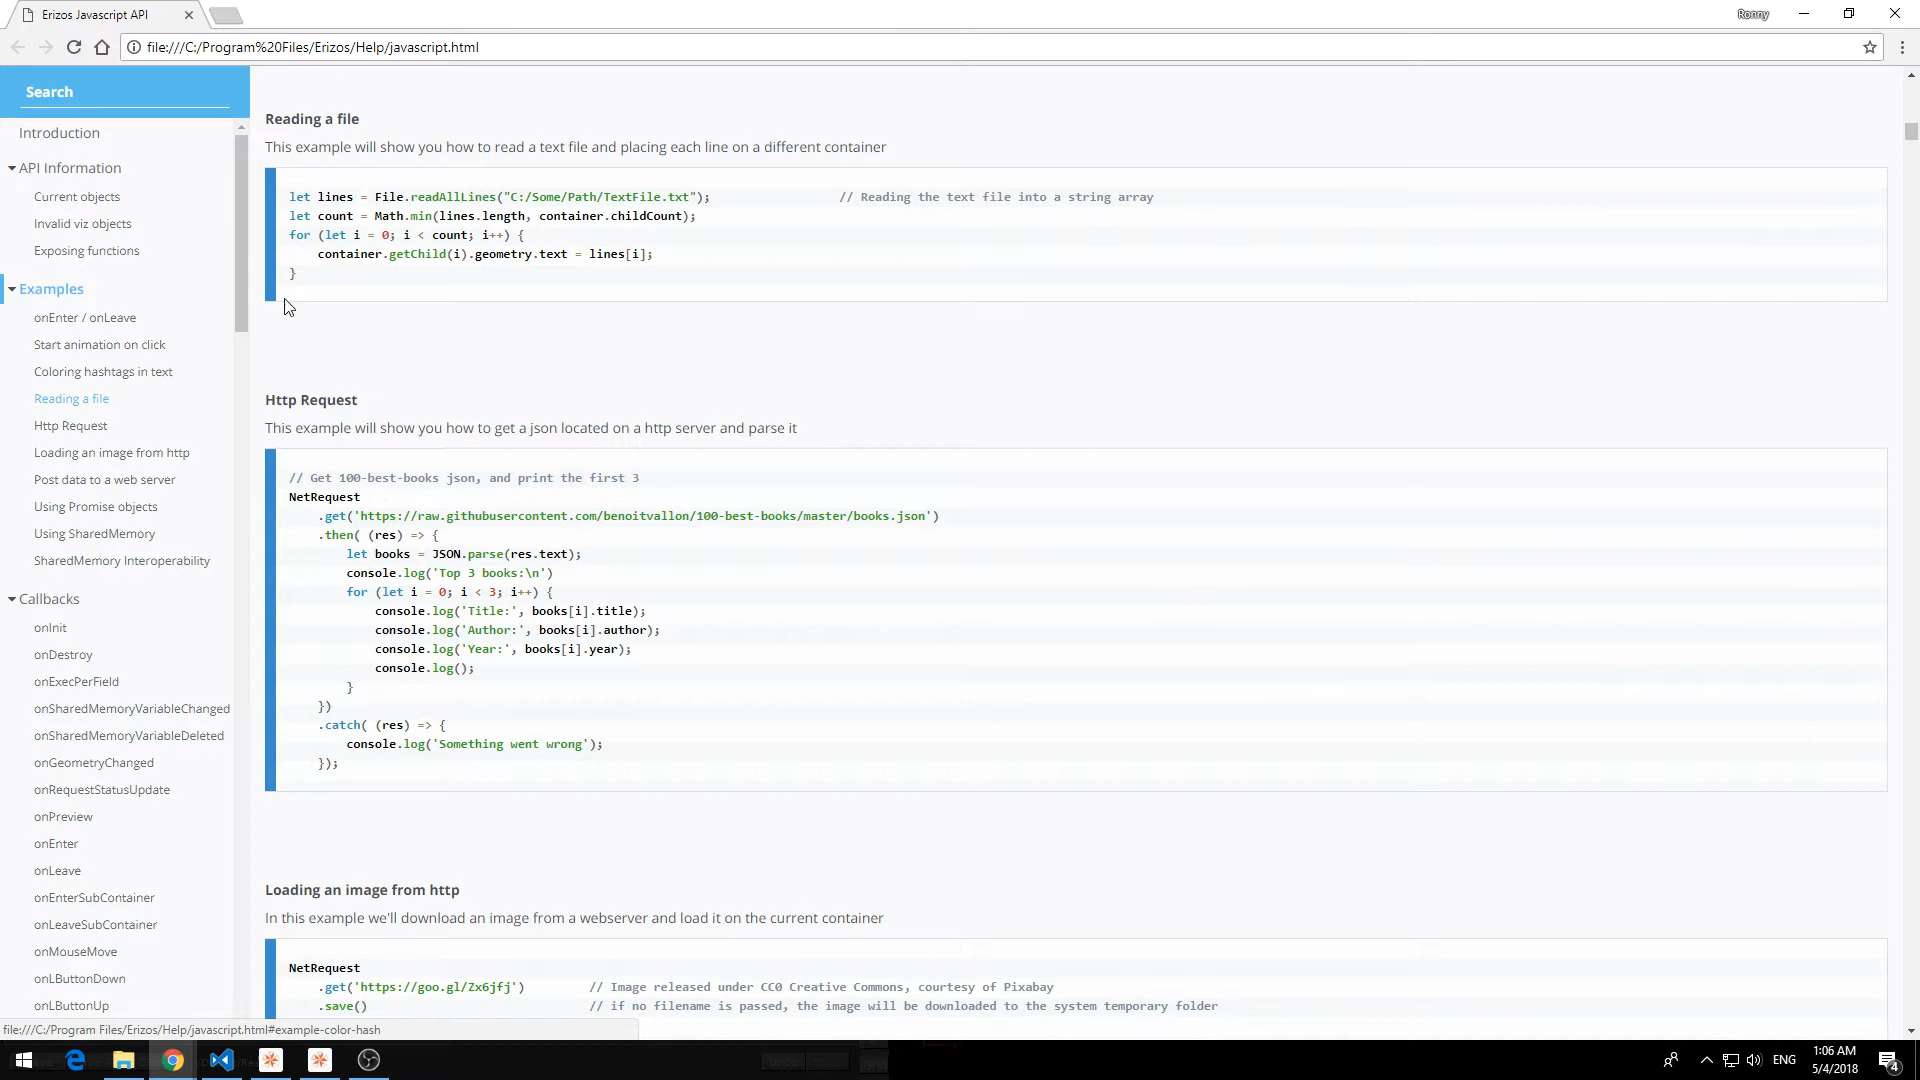 Erizos Javascript API
Ronny
file:///C:/Program%20Files/Erizos/Help/javascript.html
Search
Introduction
API Information
Current objects
Invalid viz objects
Exposing functions
Examples
onEnter / onLeave
Start animation on click
Coloring hashtags in text
Reading a file
Http Request
Loading an image from http
Post data to a web server
Using Promise objects
Using SharedMemory
SharedMemory Interoperability
Callbacks
onInit
onDestroy
onExecPerField
onSharedMemoryVariableChanged
onSharedMemoryVariableDeleted
onGeometryChanged
onRequestStatusUpdate
onPreview
onEnter
onLeave
onEnterSubContainer
onLeaveSubContainer
onMouseMove
onLButtonDown
onLButtonUp
Reading a file
This example will show you how to read a text file and placing each line on a different container
let lines = File.readAllLines("C:/Some/Path/TextFile.txt"); // Reading the text file into a string array
let count = Math.min(lines.length, container.childCount);
for (let i = 0; i < count; i++) {
container.getChild(i).geometry.text = lines[i];
}
Http Request
This example will show you how to get a json located on a http server and parse it
// Get 100-best-books json, and print the first 3
NetRequest
.get('https://raw.githubusercontent.com/benoitvallon/100-best-books/master/books.json')
.then( (res) => {
let books = JSON.parse(res.text);
console.log('Top 3 books:\n')
for (let i = 0; i < 3; i++) {
console.log('Title:', books[i].title);
console.log('Author:', books[i].author);
console.log('Year:', books[i].year);
console.log();
}
})
.catch( (res) => {
console.log('Something went wrong');
});
Loading an image from http
In this example we'll download an image from a webserver and load it on the current container
NetRequest
.get('https://goo.gl/Zx6jfj') // Image released under CC0 Creative Commons, courtesy of Pixabay
.save() // if no filename is passed, the image will be downloaded to the system temporary folder
file:///C:/Program Files/Erizos/Help/javascript.html#example-color-hash
ENG
1:06 AM
5/4/2018
4